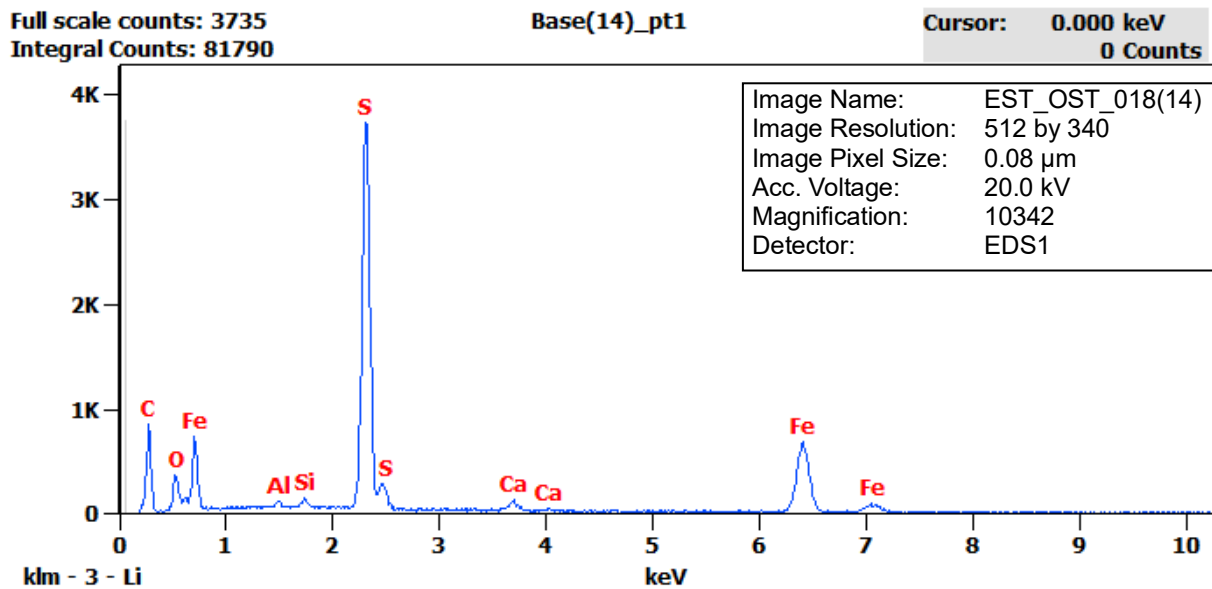 Full scale counts: 3735
Base(14)_pt1
Cursor: 0.000 keV
Integral Counts: 81790
0 Counts
Image Name: EST_OST_018(14)
Image Resolution: 512 by 340
Image Pixel Size: 0.08 µm
Acc. Voltage: 20.0 kV
Magnification: 10342
Detector: EDS1
4K
3K
2K
1K
0
C
O
Fe
Al
Si
S
S
Ca
Ca
Fe
Fe
0 1 2 3 4 5 6 7 8 9 10
klm - 3 - Li
keV